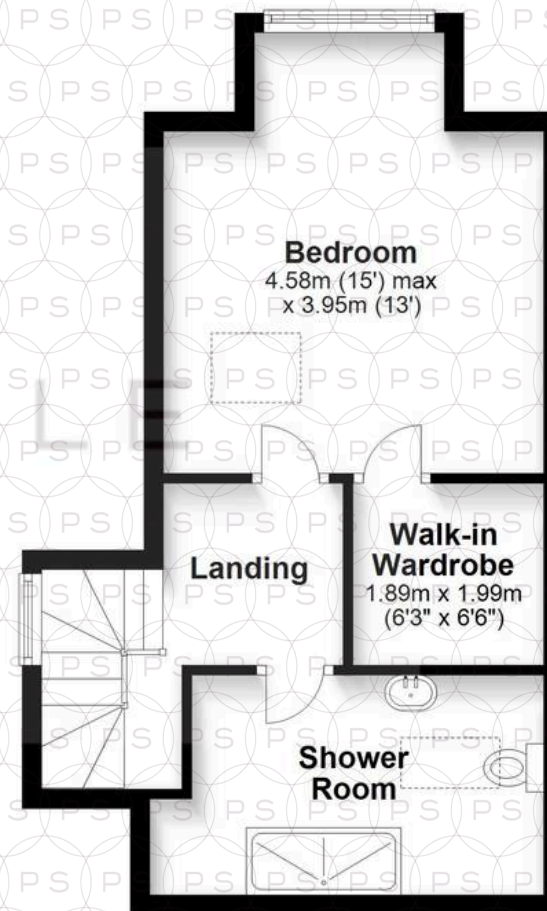 Bedroom
4.58m (15') max
x 3.95m (13')
L E
Landing
Walk-in
Wardrobe
1.89m x 1.99m
(6'3" x 6'6")
Shower
Room
PS